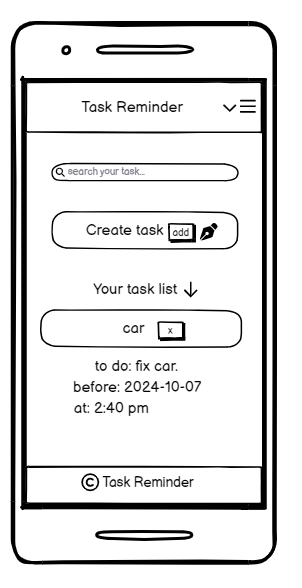 Task Reminder
search your task...
Create task add
Your task list
car x
to do: fix car.
before: 2024-10-07
at: 2:40 pm
© Task Reminder